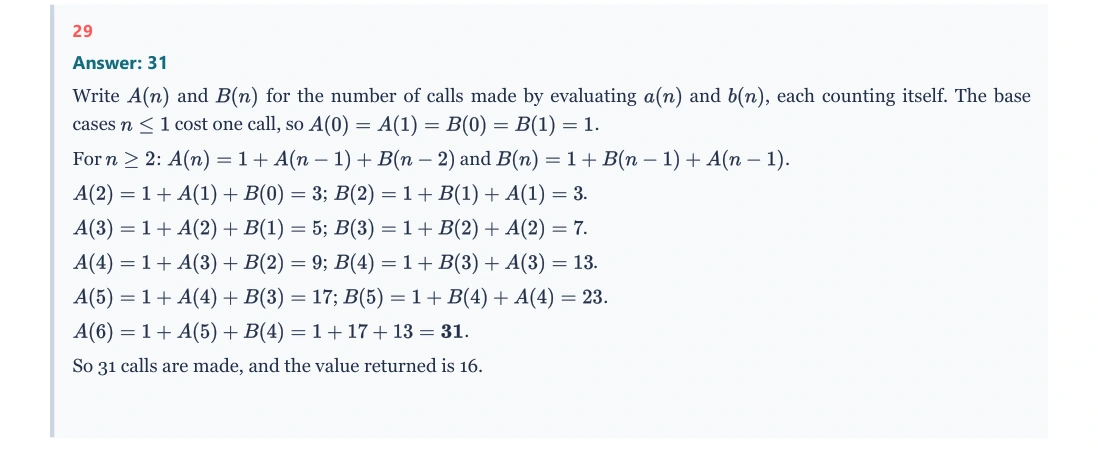 29
Answer: 31
Write A(n) and B(n) for the number of calls made by evaluating a(n) and b(n), each counting itself. The base
cases n ≤ 1 cost one call, so A(0) = A(1) = B(0) = B(1) = 1.
For n ≥ 2: A(n) = 1 + A(n − 1) + B(n − 2) and B(n) = 1 + B(n − 1) + A(n − 1).
A(2) = 1 + A(1) + B(0) = 3; B(2) = 1 + B(1) + A(1) = 3.
A(3) = 1 + A(2) + B(1) = 5; B(3) = 1 + B(2) + A(2) = 7.
A(4) = 1 + A(3) + B(2) = 9; B(4) = 1 + B(3) + A(3) = 13.
A(5) = 1 + A(4) + B(3) = 17; B(5) = 1 + B(4) + A(4) = 23.
A(6) = 1 + A(5) + B(4) = 1 + 17 + 13 = 31.
So 31 calls are made, and the value returned is 16.